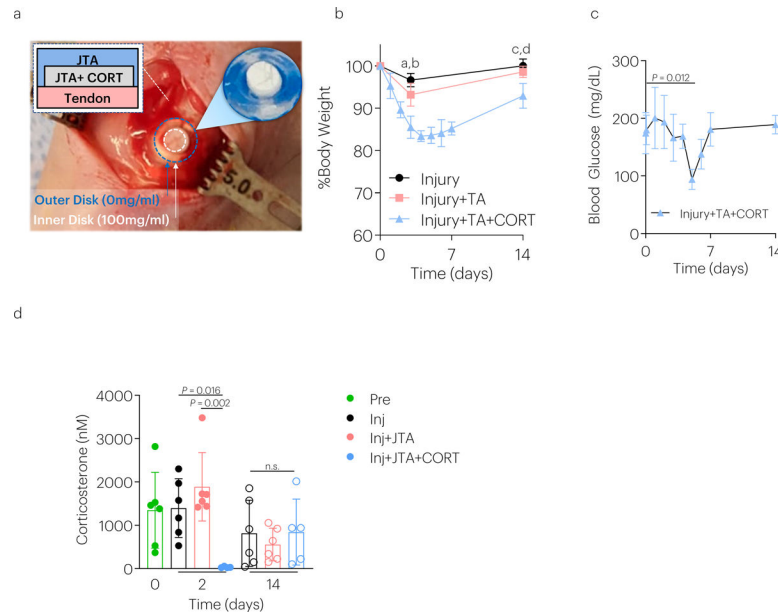 a
JTA
JTA+ CORT
Tendon
5.0
Outer Disk (0mg/ml)
Inner Disk (100mg/ml)
b
%Body Weight
100
90
80
70
60
a,b
c,d
Injury
Injury+TA
Injury+TA+CORT
0
7
14
Time (days)
c
Blood Glucose (mg/dL)
300
200
100
0
P = 0.012
Injury+TA+CORT
0
7
14
Time (days)
d
Corticosterone (nM)
4000
3000
2000
1000
0
P = 0.016
P = 0.002
n.s.
0
2
14
Time (days)
Pre
Inj
Inj+JTA
Inj+JTA+CORT